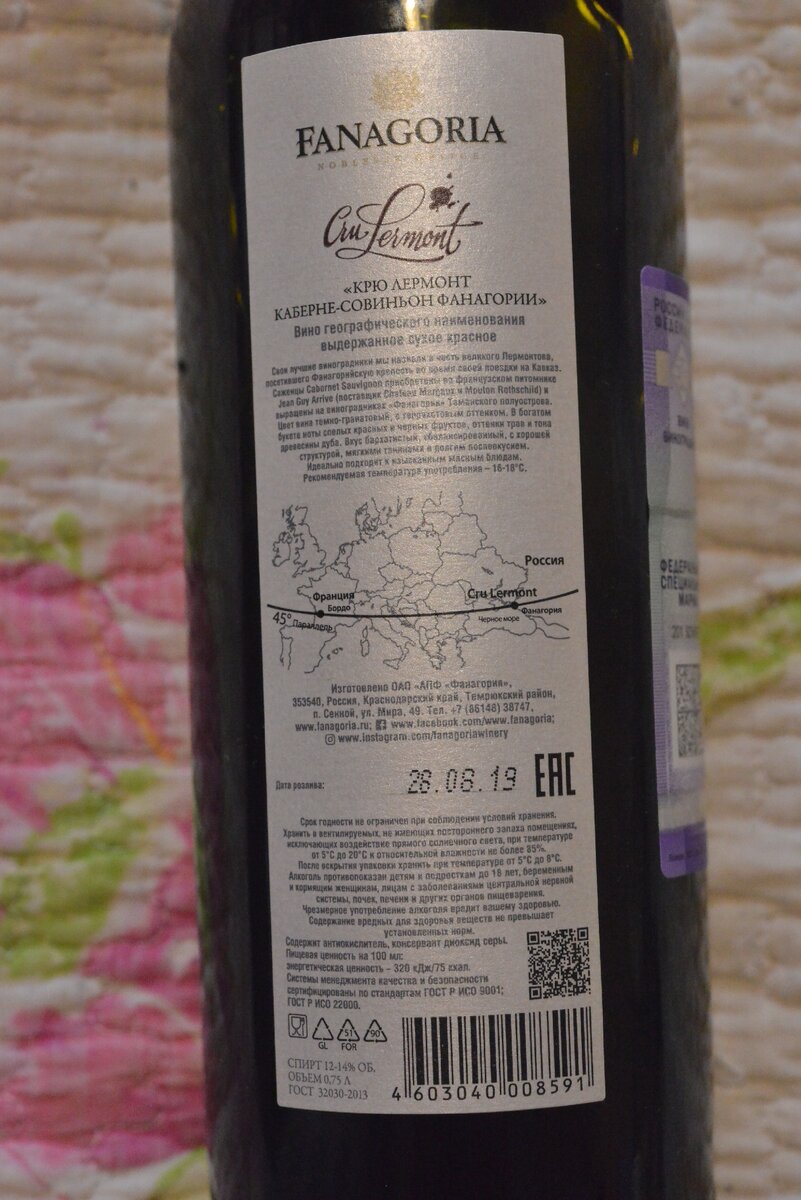 FANAGORIA
Cru Lermont
«КРЮ ЛЕРМОНТ
КАБЕРНЕ-СОВИНЬОН ФАНАГОРИИ»
Вино географического наименования
выдержанное сухое красное
Свои лучшие виноградники мы назвали в честь великого Лермонтова,
посетившего Фанагорийскую крепость во время своей поездки на Кавказ.
Саженцы Cabernet Sauvignon приобретены во французском питомнике
Jean Guy Arrive (поставщик Chateau Margaux и Mouton Rothschild) и
выращены на виноградниках «Фанагории» Таманского полуострова.
Цвет вина темно-гранатовый, с терракотовым оттенком. В богатом
букете ноты спелых красных и черных фруктов, оттенки трав и тона
древесины дуба. Вкус бархатистый, сбалансированный, с хорошей
структурой, мягкими танинами и долгим послевкусием.
Идеально подходит к изысканным мясным блюдам.
Рекомендуемая температура употребления – 16-18°C.
Россия
Франция
Бордо
Cru Lermont
Фанагория
45° Параллель
Черное море
Изготовлено ОАО «АПФ «Фанагория»,
353540, Россия, Краснодарский край, Темрюкский район,
п. Сенной, ул. Мира, 49. Тел. +7 (86148) 38747,
www.fanagoria.ru; www.facebook.com/www.fanagoria;
www.instagram.com/fanagoriawinery
Дата розлива: 26.06.19 EAC
Срок годности не ограничен при соблюдении условий хранения.
Хранить в вентилируемых, не имеющих постороннего запаха помещениях,
исключающих воздействие прямого солнечного света, при температуре
от 5°C до 20°C и относительной влажности не более 85%.
После вскрытия упаковки хранить при температуре от 5°C до 8°C.
Алкоголь противопоказан детям и подросткам до 18 лет, беременным
и кормящим женщинам, лицам с заболеваниями центральной нервной
системы, почек, печени и других органов пищеварения.
Чрезмерное употребление алкоголя вредит вашему здоровью.
Содержание вредных для здоровья веществ не превышает
установленных норм.
Содержит антиокислитель, консервант диоксид серы.
Пищевая ценность на 100 мл:
энергетическая ценность – 320 кДж/75 ккал.
Системы менеджмента качества и безопасности
сертифицированы по стандартам ГОСТ Р ИСО 9001;
ГОСТ Р ИСО 22000.
GL
51
FOR
90
СПИРТ 12-14% ОБ.
ОБЪЕМ 0,75 Л
ГОСТ 32030-2013
4 603040 008591